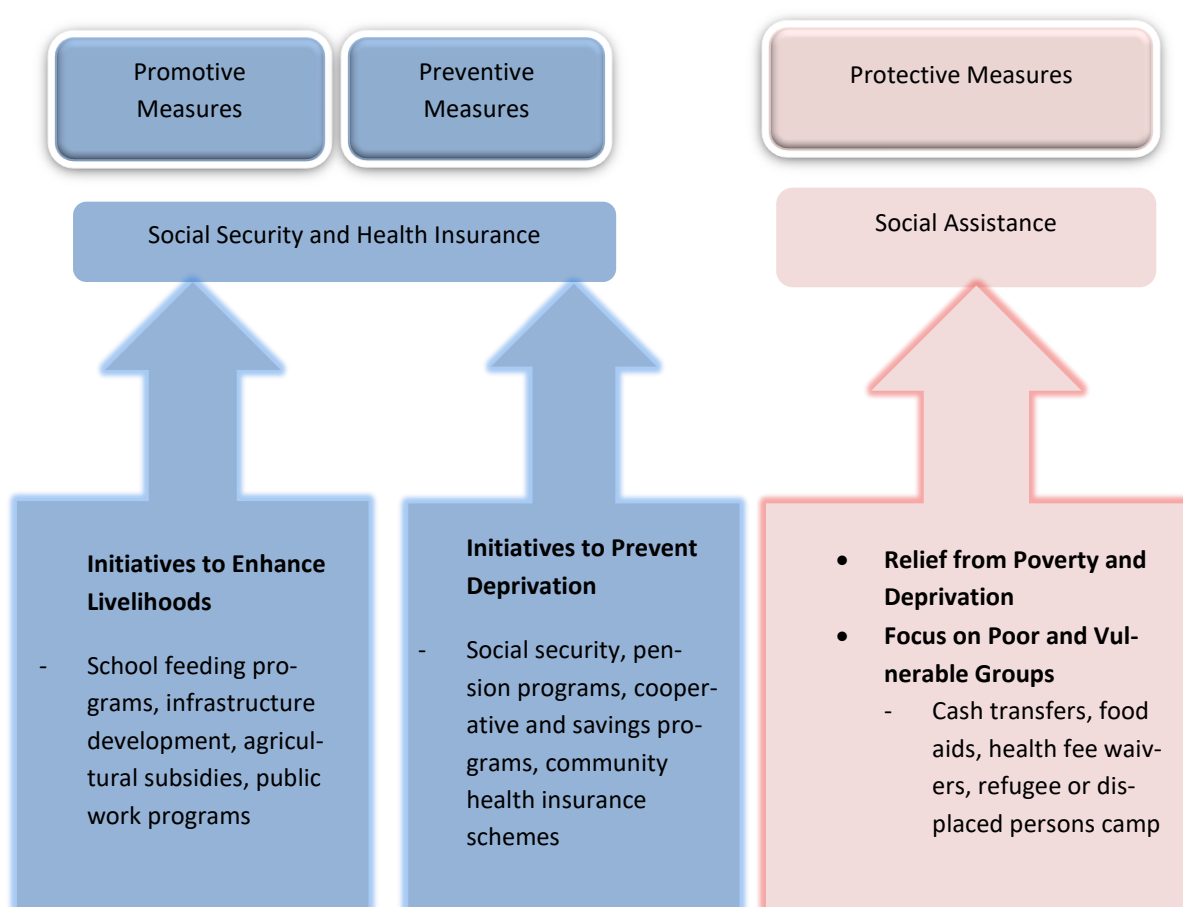 Promotive
Measures
Preventive
Measures
Protective Measures
Social Security and Health Insurance
Social Assistance
Initiatives to Enhance
Livelihoods
- School feeding pro-
grams, infrastructure
development, agricul-
tural subsidies, public
work programs
Initiatives to Prevent
Deprivation
- Social security, pen-
sion programs, cooper-
ative and savings pro-
grams, community
health insurance
schemes
• Relief from Poverty and
Deprivation
• Focus on Poor and Vul-
nerable Groups
- Cash transfers, food
aids, health fee waiv-
ers, refugee or dis-
placed persons camp